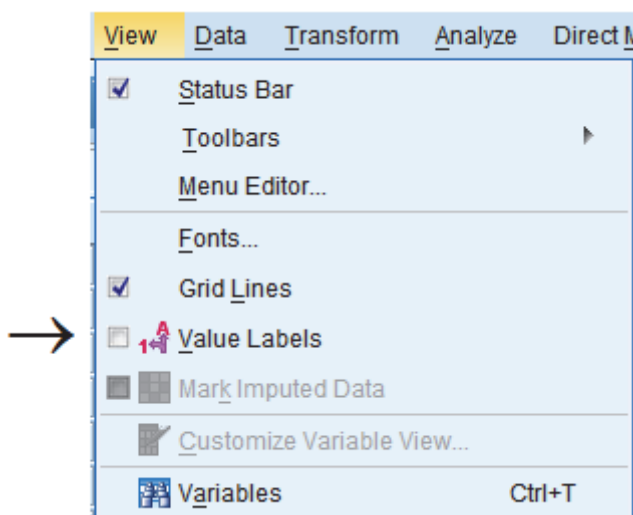 View Data Transform Analyze Direct
Status Bar
Toolbars
Menu Editor...
Fonts...
Grid Lines
Value Labels
Mark Imputed Data
Customize Variable View...
Variables Ctrl+T